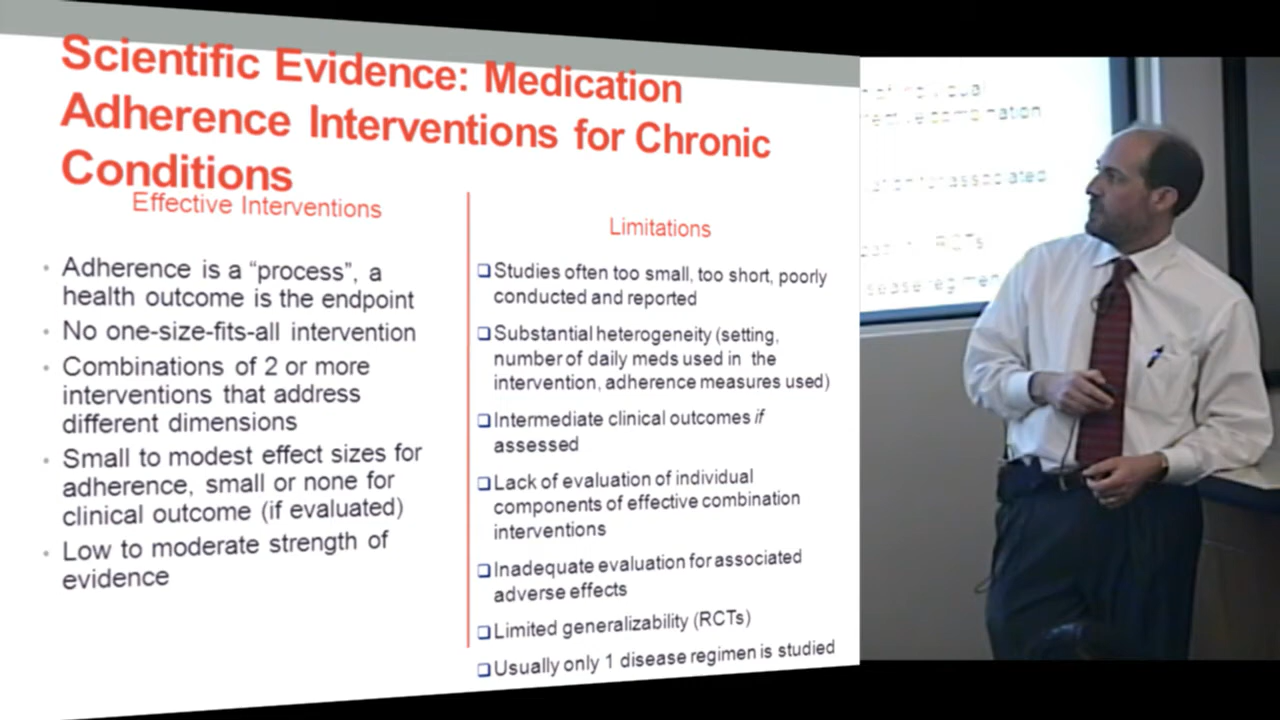 Scientific Evidence: Medication
Adherence Interventions for Chronic
Conditions
Effective Interventions
• Adherence is a “process”, a
health outcome is the endpoint
• No one-size-fits-all intervention
• Combinations of 2 or more
interventions that address
different dimensions
• Small to modest effect sizes for
adherence, small or none for
clinical outcome (if evaluated)
• Low to moderate strength of
evidence
Limitations
❑ Studies often too small, too short, poorly
conducted and reported
❑ Substantial heterogeneity (setting,
number of daily meds used in the
intervention, adherence measures used)
❑ Intermediate clinical outcomes if
assessed
❑ Lack of evaluation of individual
components of effective combination
interventions
❑ Inadequate evaluation for associated
adverse effects
❑ Limited generalizability (RCTs)
❑ Usually only 1 disease regimen is studied
combination
for associated
RCTs